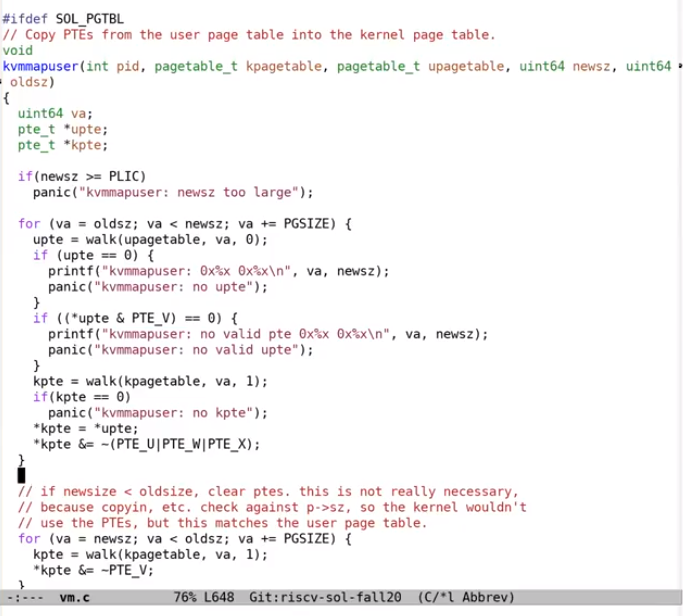 #ifdef SOL_PGTBL
// Copy PTEs from the user page table into the kernel page table.
void
kvmmapuser(int pid, pagetable_t kpagetable, pagetable_t upagetable, uint64 newsz, uint64
 oldsz)
{
  uint64 va;
  pte_t *upte;
  pte_t *kpte;

  if(newsz >= PLIC)
    panic("kvmmapuser: newsz too large");

  for (va = oldsz; va < newsz; va += PGSIZE) {
    upte = walk(upagetable, va, 0);
    if (upte == 0) {
      printf("kvmmapuser: 0x%x 0x%x\n", va, newsz);
      panic("kvmmapuser: no upte");
    }
    if ((*upte & PTE_V) == 0) {
      printf("kvmmapuser: no valid pte 0x%x 0x%x\n", va, newsz);
      panic("kvmmapuser: no valid upte");
    }
    kpte = walk(kpagetable, va, 1);
    if(kpte == 0)
      panic("kvmmapuser: no kpte");
    *kpte = *upte;
    *kpte &= ~(PTE_U|PTE_W|PTE_X);
  }

  // if newsize < oldsize, clear ptes. this is not really necessary,
  // because copyin, etc. check against p->sz, so the kernel wouldn't
  // use the PTEs, but this matches the user page table.
  for (va = newsz; va < oldsz; va += PGSIZE) {
    kpte = walk(kpagetable, va, 1);
    *kpte &= ~PTE_V;
  }
-:---  vm.c           76% L648  Git:riscv-sol-fall20  (C/*l Abbrev)